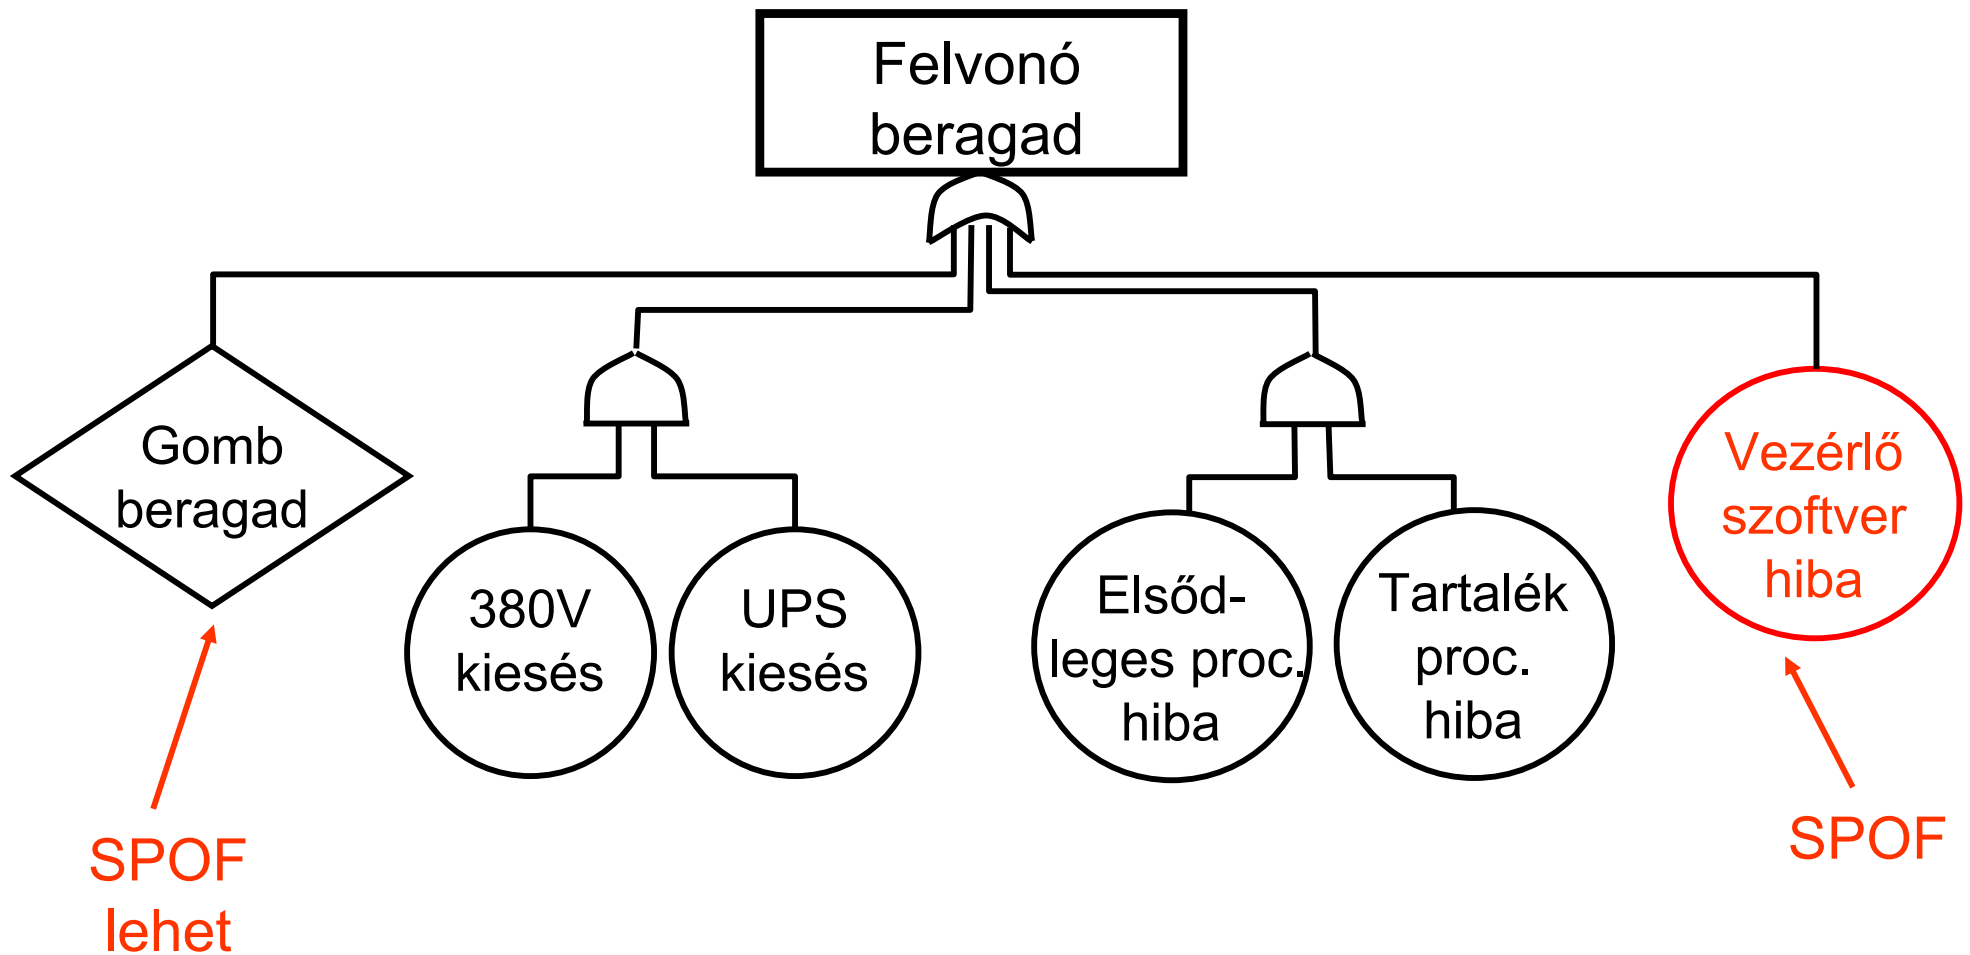 Felvonó
beragad
Gomb
beragad
380V
kiesés
UPS
kiesés
Elsőd-
leges proc.
hiba
Tartalék
proc.
hiba
Vezérlő
szoftver
hiba
SPOF
lehet
SPOF